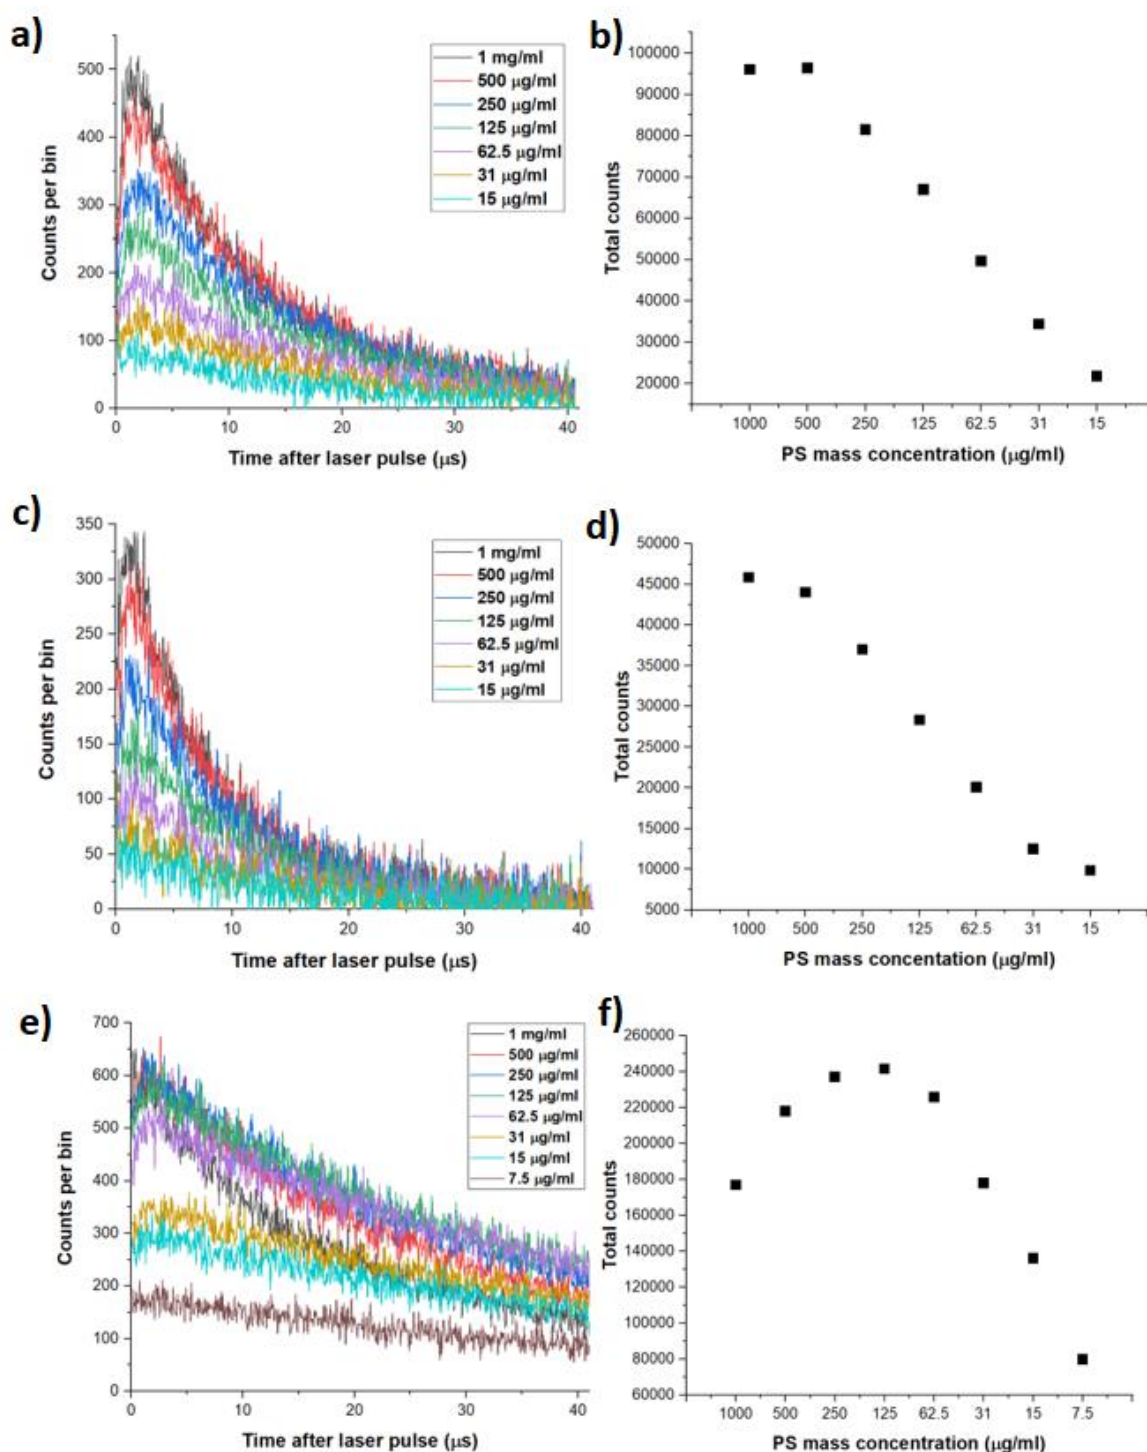 a)
Counts per bin
500
400
300
200
100
0
0 10 20 30 40
Time after laser pulse (μs)
1 mg/ml
500 μg/ml
250 μg/ml
125 μg/ml
62.5 μg/ml
31 μg/ml
15 μg/ml
b)
Total counts
100000
90000
80000
70000
60000
50000
40000
30000
20000
1000 500 250 125 62.5 31 15
PS mass concentration (μg/ml)
c)
Counts per bin
350
300
250
200
150
100
50
0
0 10 20 30 40
Time after laser pulse (μs)
1 mg/ml
500 μg/ml
250 μg/ml
125 μg/ml
62.5 μg/ml
31 μg/ml
15 μg/ml
d)
Total counts
50000
45000
40000
35000
30000
25000
20000
15000
10000
5000
1000 500 250 125 62.5 31 15
PS mass concentation (μg/ml)
e)
Counts per bin
700
600
500
400
300
200
100
0
0 10 20 30 40
Time after laser pulse (μs)
1 mg/ml
500 μg/ml
250 μg/ml
125 μg/ml
62.5 μg/ml
31 μg/ml
15 μg/ml
7.5 μg/ml
f)
Total counts
260000
240000
220000
200000
180000
160000
140000
120000
100000
80000
60000
1000 500 250 125 62.5 31 15 7.5
PS mass concentration (μg/ml)